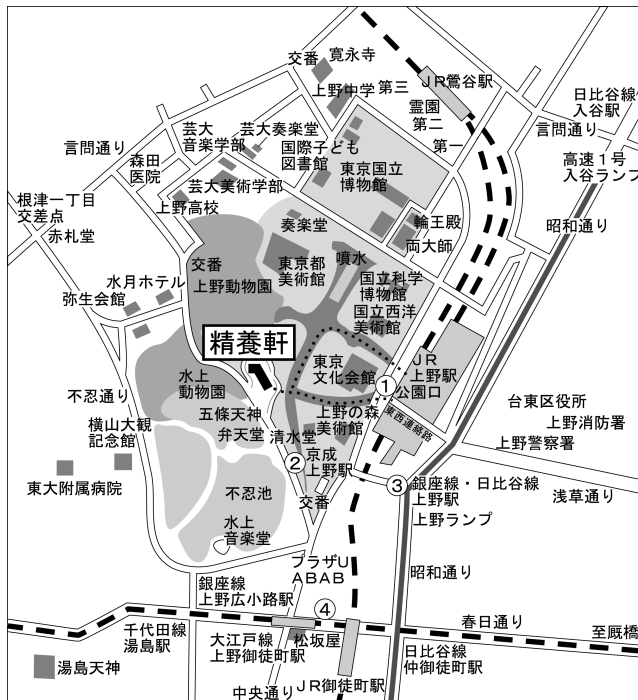 交番
寛永寺
上野中学
第三
JR鶯谷駅
霊園
第二
第一
日比谷線
入谷駅
言問通り
高速1号
入谷ランプ
昭和通り
芸大
音楽学部
芸大奏楽堂
国際子ども
図書館
東京国立
博物館
言問通り
森田
医院
芸大美術学部
上野高校
根津一丁目
交差点
赤札堂
奏楽堂
輪王殿
両大師
噴水
東京都
美術館
交番
上野動物園
国立科学
博物館
国立西洋
美術館
水月ホテル
弥生会館
精養軒
東京
文化会館
①
JR
上野駅
公園口
水上
動物園
不忍通り
五條天神
弁天堂
清水堂
上野の森
美術館
東西連絡路
台東区役所
上野消防署
上野警察署
横山大観
記念館
②
京成
上野駅
③
銀座線・日比谷線
上野駅
上野ランプ
浅草通り
東大附属病院
不忍池
水上
音楽堂
交番
プラザU
ABAB
昭和通り
銀座線
上野広小路駅
④
春日通り
至厩橋
千代田線
湯島駅
大江戸線
上野御徒町駅
松坂屋
日比谷線
仲御徒町駅
湯島天神
中央通り
JR御徒町駅